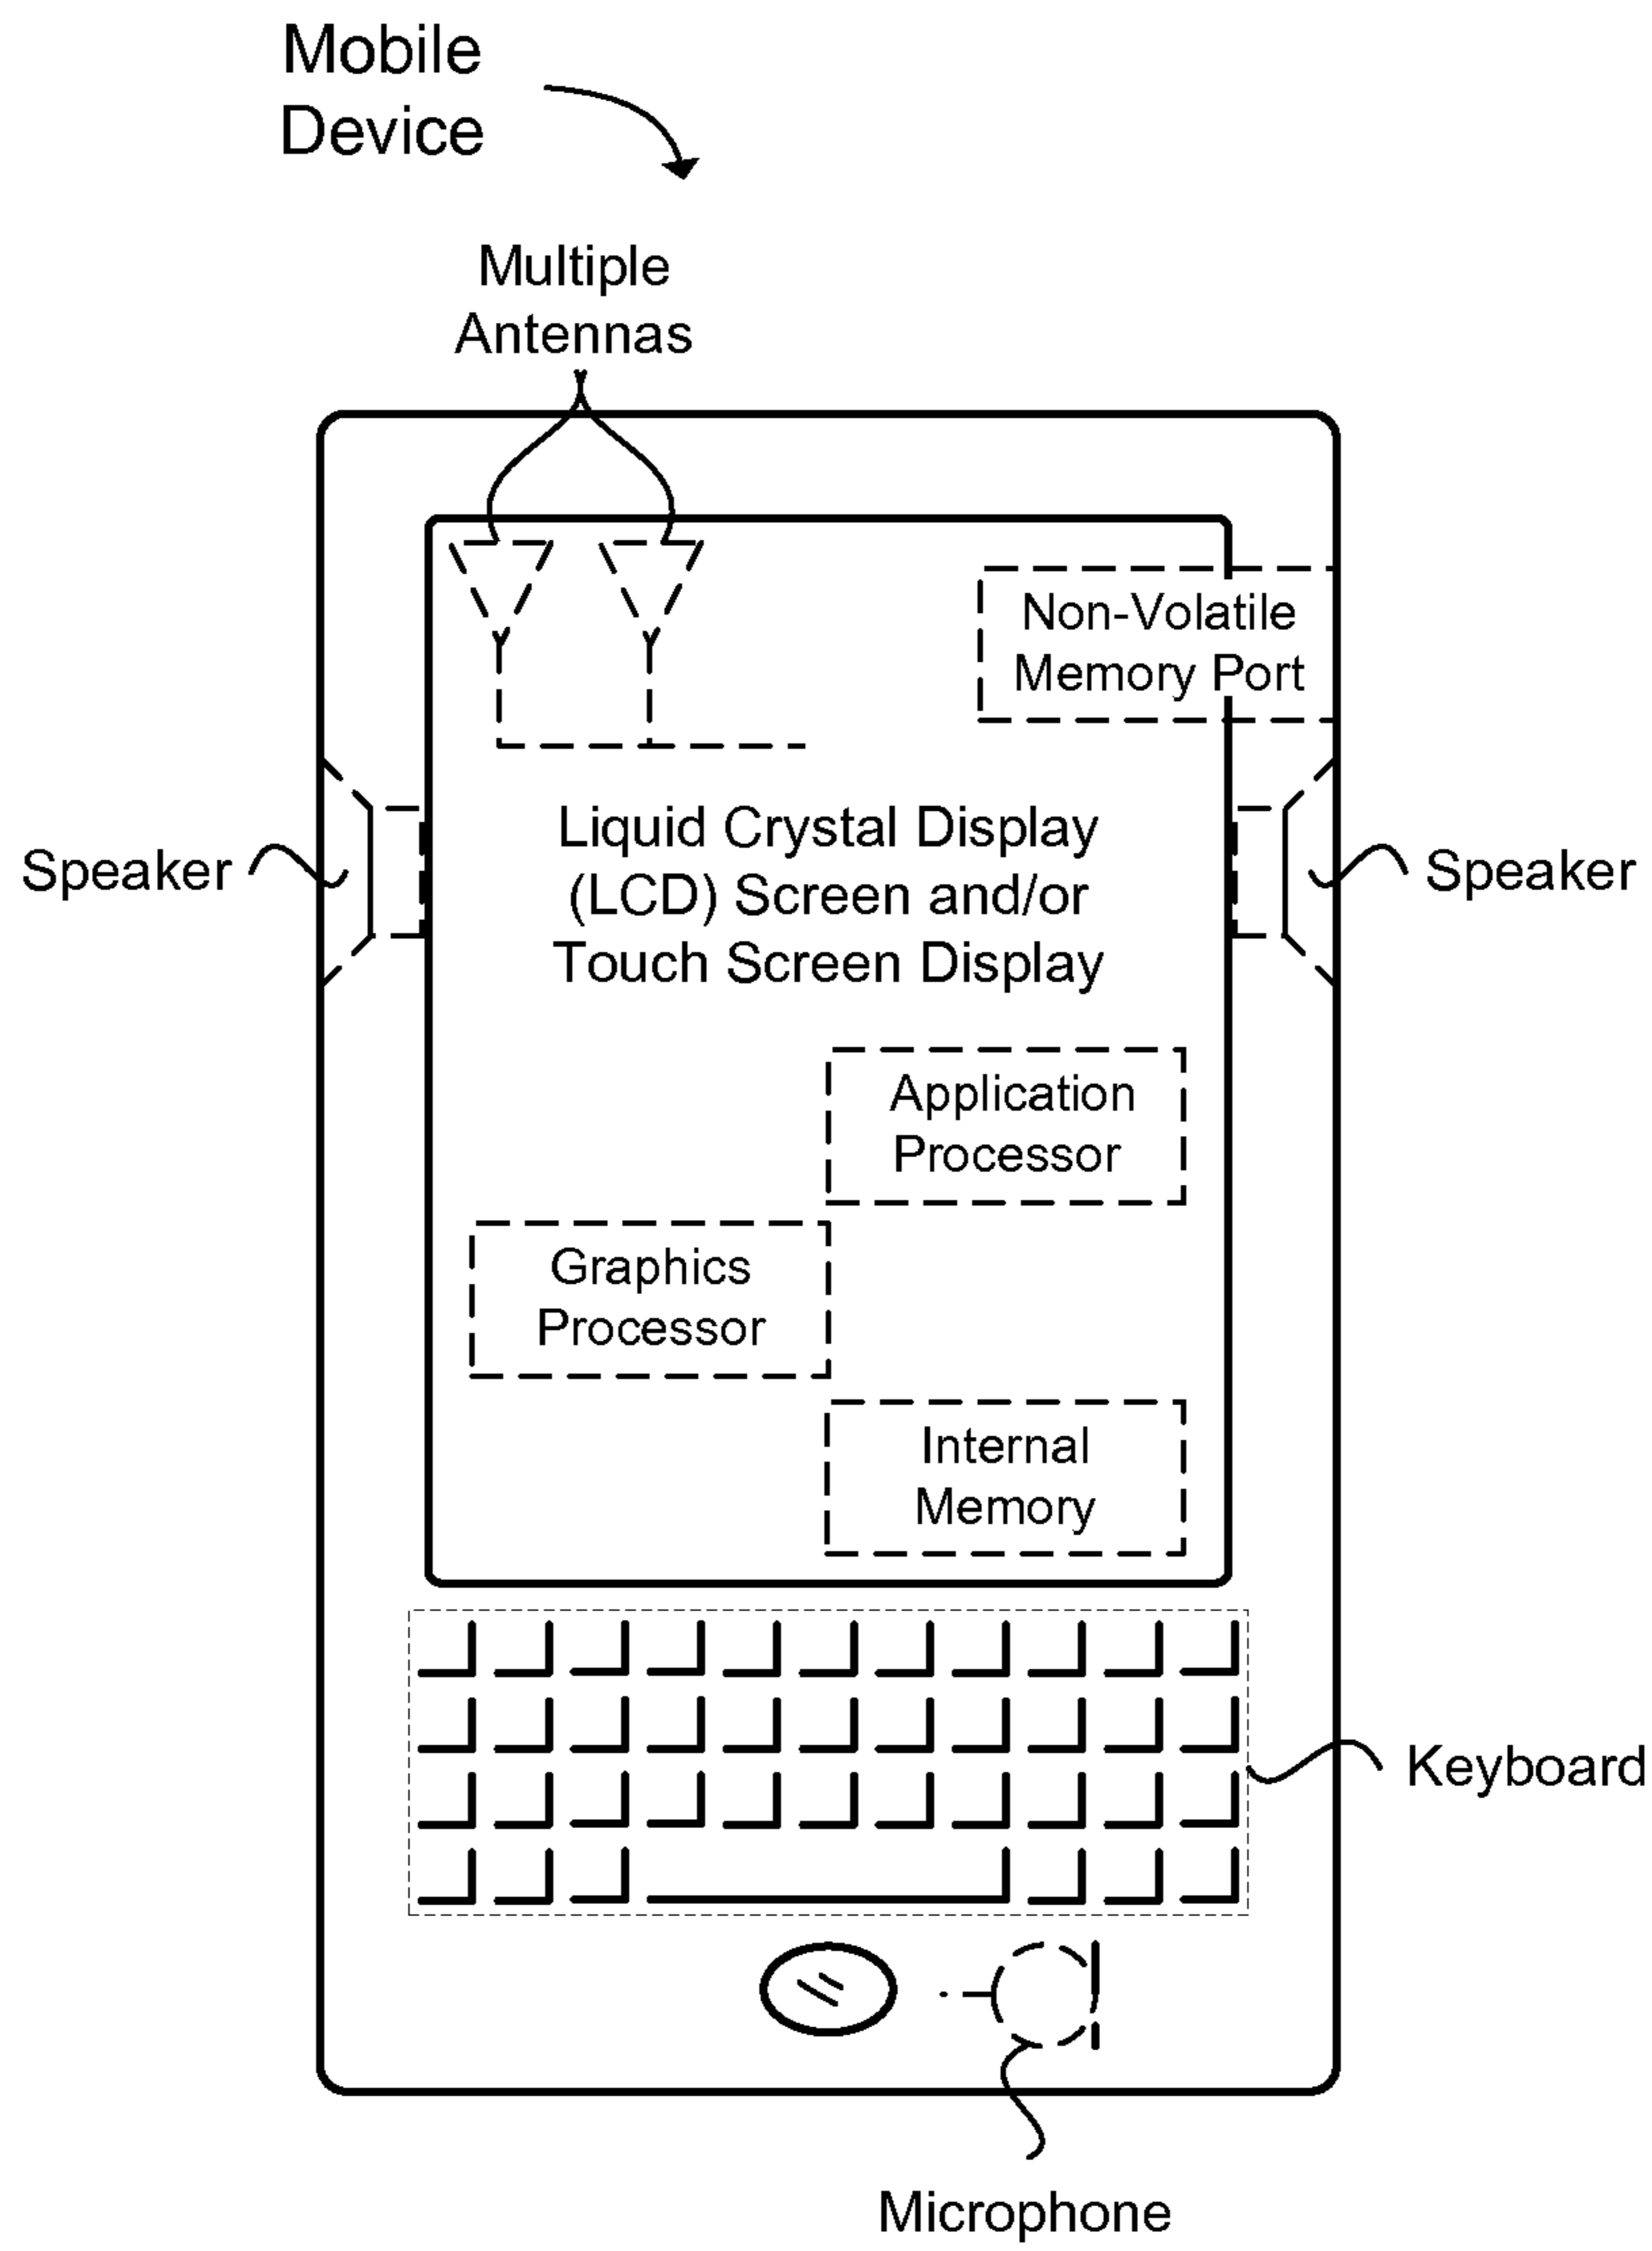 Mobile
Device
Multiple
Antennas
Non-Volatile
Memory Port
Speaker
Liquid Crystal Display
(LCD) Screen and/or
Touch Screen Display
Speaker
Application
Processor
Graphics
Processor
Internal
Memory
Keyboard
Microphone